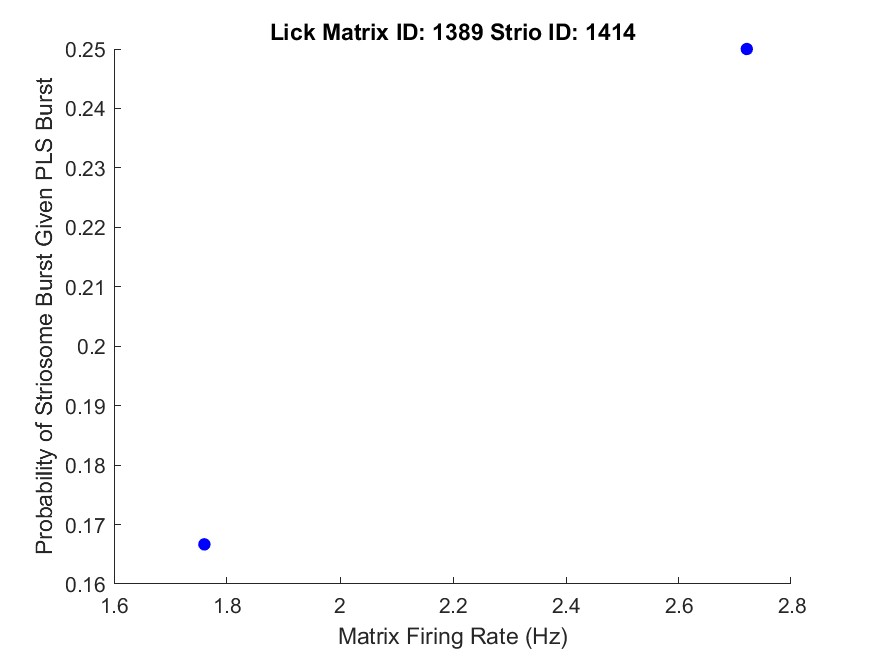 Lick Matrix ID: 1389 Strio ID: 1414
Probability of Striosome Burst Given PLS Burst
0.25
0.24
0.23
0.22
0.21
0.2
0.19
0.18
0.17
0.16
1.6 1.8 2 2.2 2.4 2.6 2.8
Matrix Firing Rate (Hz)